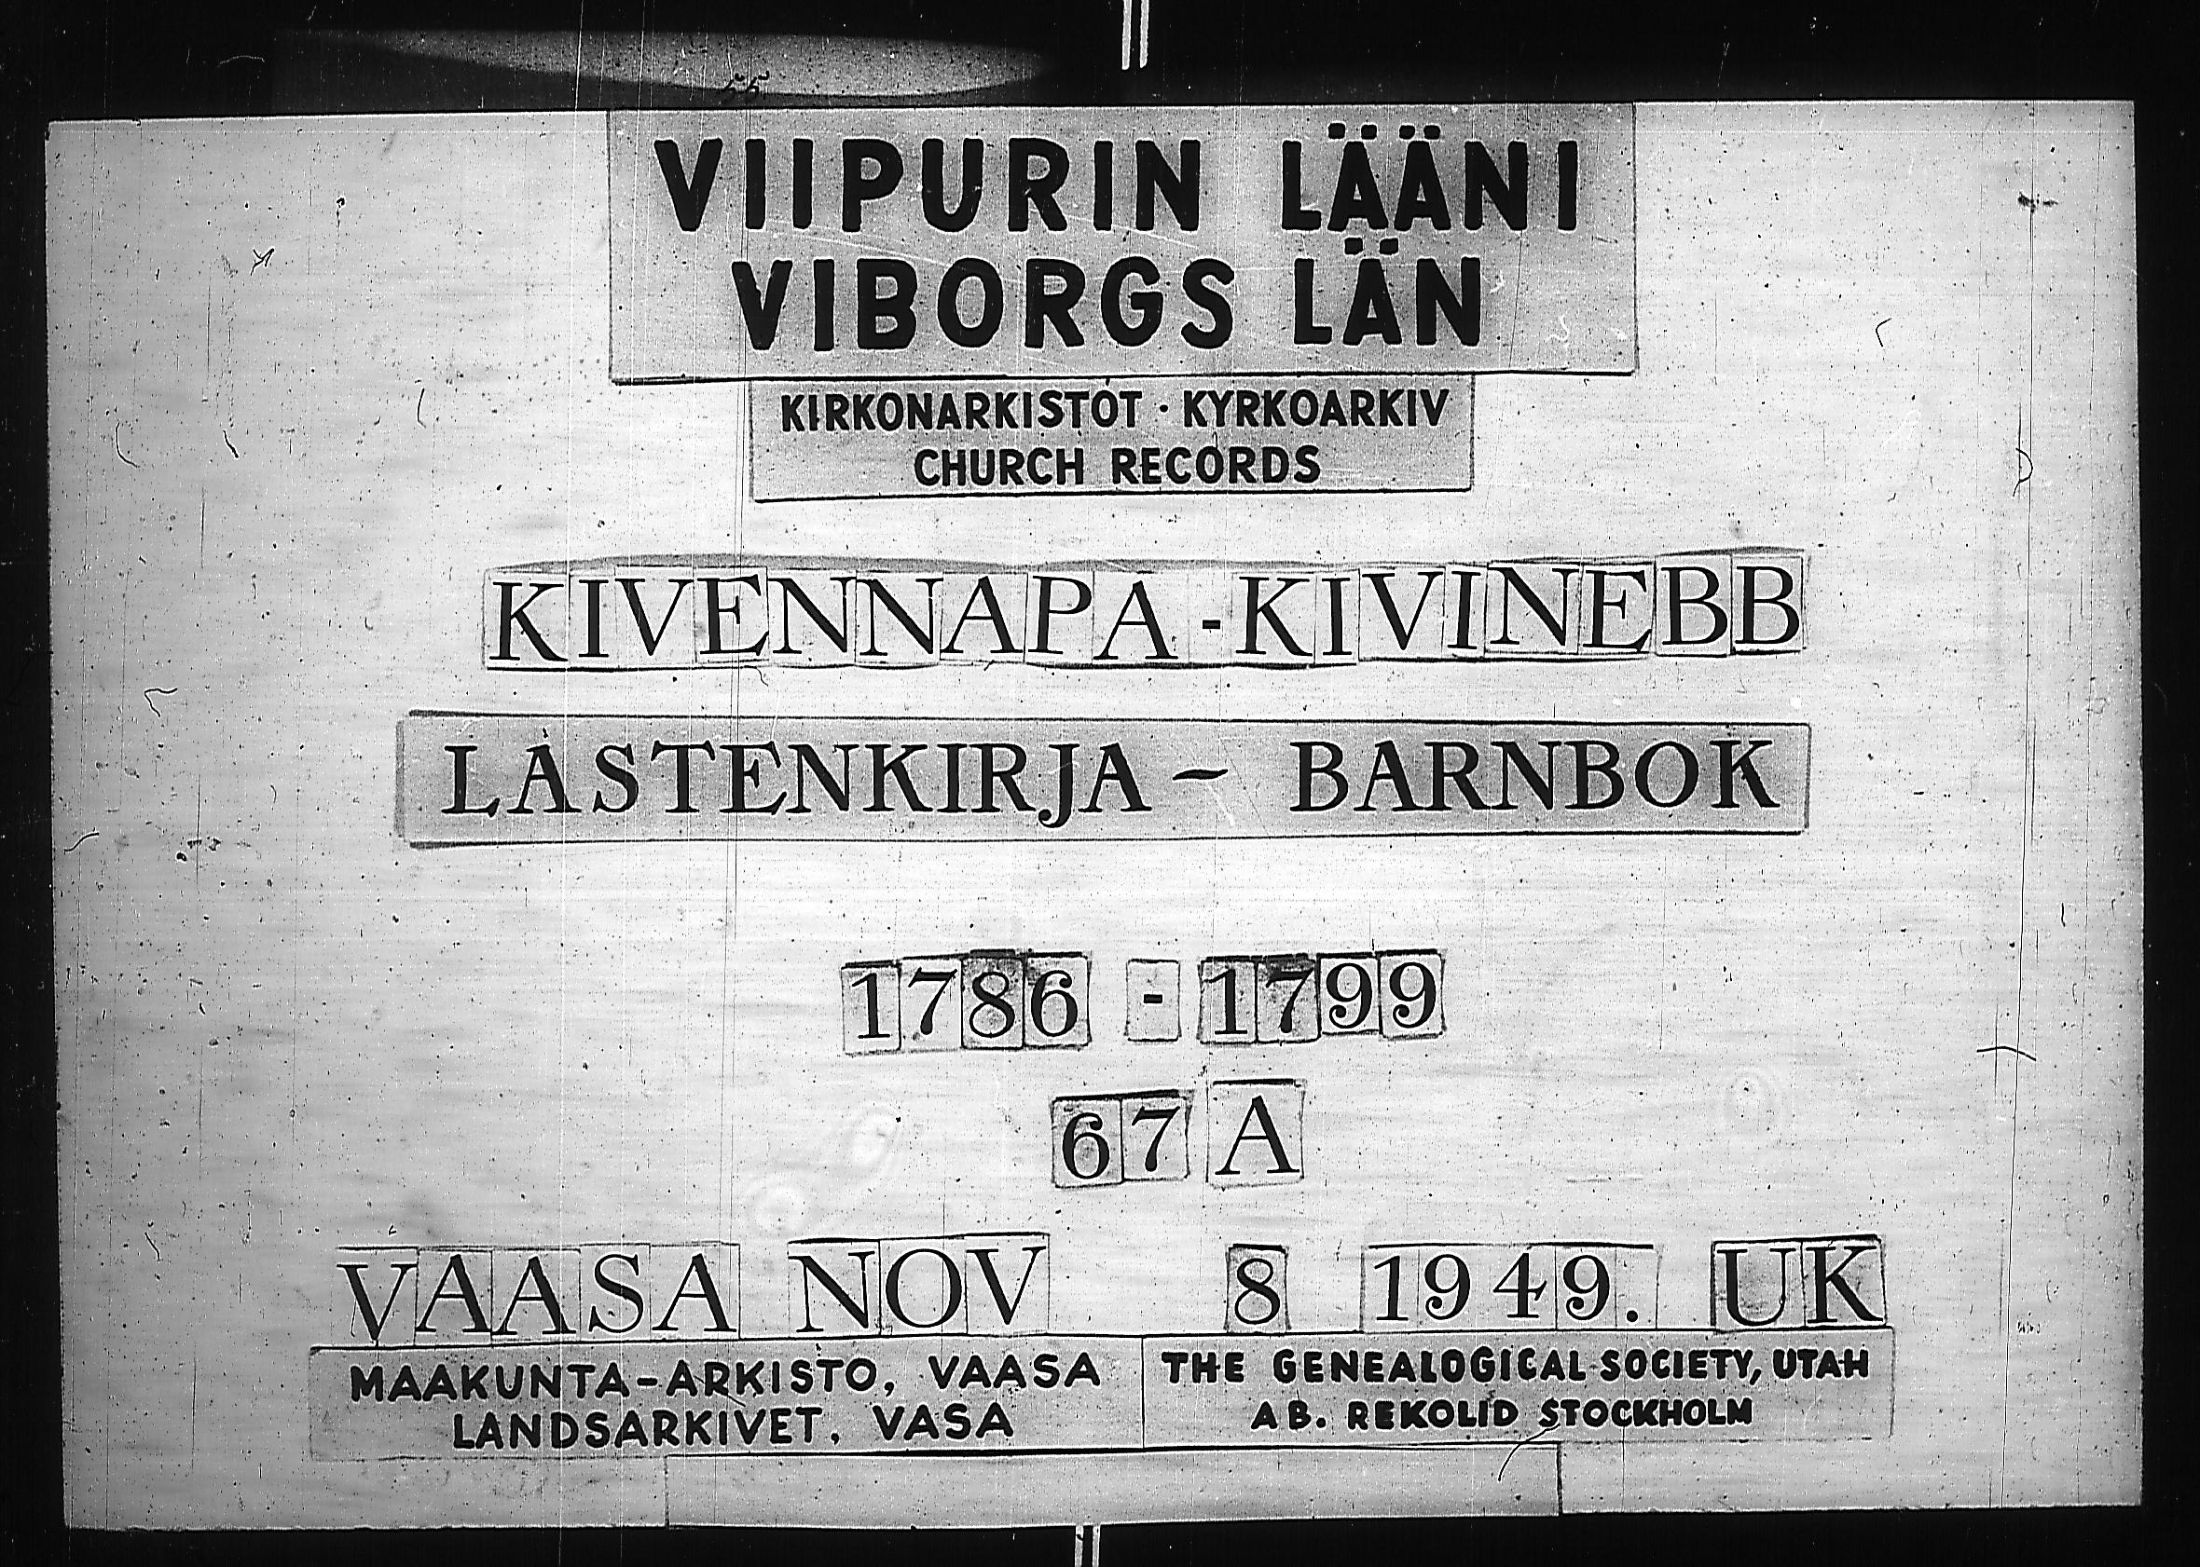 VIIPURIN LÄÄNI
VIBORGS LÄN
KIRKONARKISTOT · KYRKOARKIV
CHURCH RECORDS
KIVENNAPA-KIVINEBB
LASTENKIRJA – BARNBOK
1786 - 1799
67 A
VAASA NOV 8 1949. UK
MAAKUNTA-ARKISTO, VAASA
LANDSARKIVET, VASA
THE GENEALOGICAL SOCIETY, UTAH
AB. REKOLID STOCKHOLM